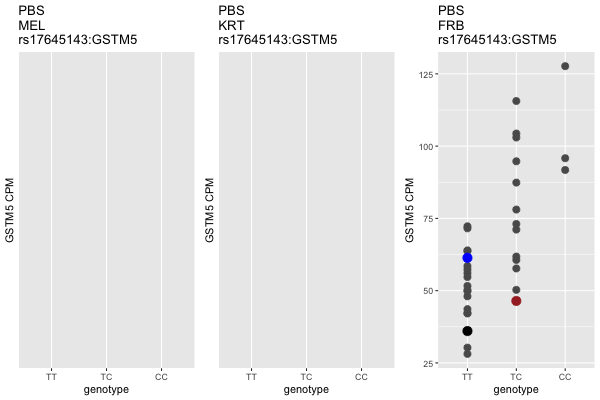 PBS
MEL
rs17645143:GSTM5
GSTM5 CPM
TT
TC
CC
genotype
PBS
KRT
rs17645143:GSTM5
GSTM5 CPM
TT
TC
CC
genotype
PBS
FRB
rs17645143:GSTM5
GSTM5 CPM
125
100
75
50
25
TT
TC
CC
genotype